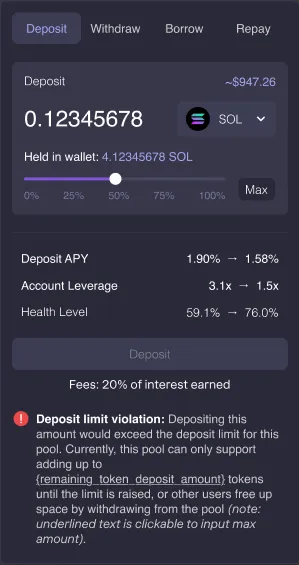 Deposit Withdraw Borrow Repay
Deposit ~$947.26
0.12345678 SOL
Held in wallet: 4.12345678 SOL
0% 25% 50% 75% 100% Max
Deposit APY 1.90% → 1.58%
Account Leverage 3.1x → 1.5x
Health Level 59.1% → 76.0%
Deposit
Fees: 20% of interest earned
! Deposit limit violation: Depositing this
amount would exceed the deposit limit for this
pool. Currently, this pool can only support
adding up to
{remaining_token_deposit_amount} tokens
until the limit is raised, or other users free up
space by withdrawing from the pool (note:
underlined text is clickable to input max
amount).